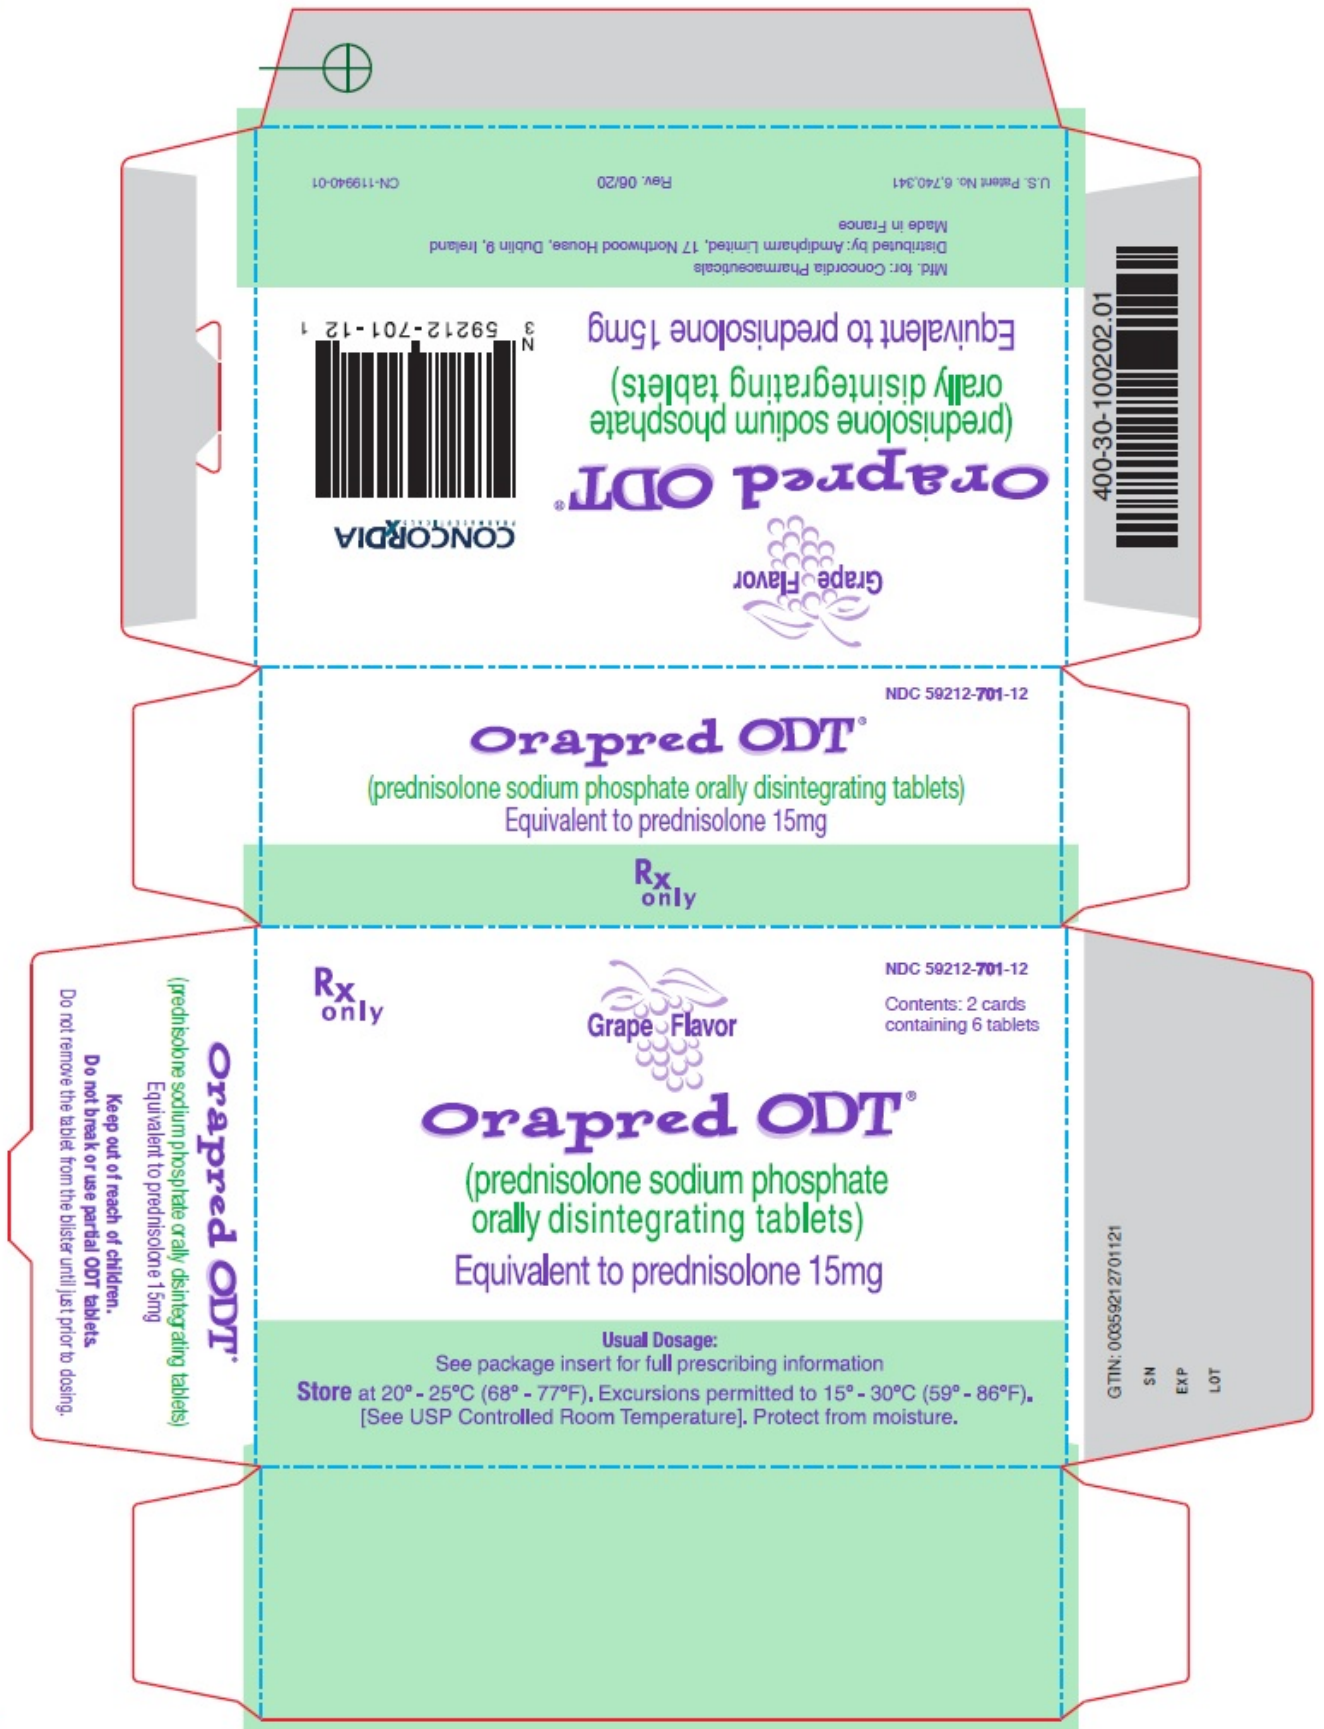 U.S. Patent No. 6,740,341
Rev. 06/20
CN-119940-01
Mfd. for: Concordia Pharmaceuticals
Distributed by: Amdipharm Limited, 17 Northwood House, Dublin 9, Ireland
Made in France
Equivalent to prednisolone 15mg
(prednisolone sodium phosphate
orally disintegrating tablets)
Orapred ODT®
Grape Flavor
N
3 59212-701-12 1
CONCORDIA
PHARMACEUTICALS
Rx
400-30-100202.01
NDC 59212-701-12
Orapred ODT®
(prednisolone sodium phosphate orally disintegrating tablets)
Equivalent to prednisolone 15mg
Rx
only
Rx
only
Grape Flavor
NDC 59212-701-12
Contents: 2 cards
containing 6 tablets
Orapred ODT®
(prednisolone sodium phosphate
orally disintegrating tablets)
Equivalent to prednisolone 15mg
Usual Dosage:
See package insert for full prescribing information
Store at 20° - 25°C (68° - 77°F). Excursions permitted to 15° - 30°C (59° - 86°F).
[See USP Controlled Room Temperature]. Protect from moisture.
Orapred ODT®
(prednisolone sodium phosphate orally disintegrating tablets)
Equivalent to prednisolone 15mg
Keep out of reach of children.
Do not break or use partial ODT tablets.
Do not remove the tablet from the blister until just prior to dosing.
GTIN: 00359212701121
SN
EXP
LOT